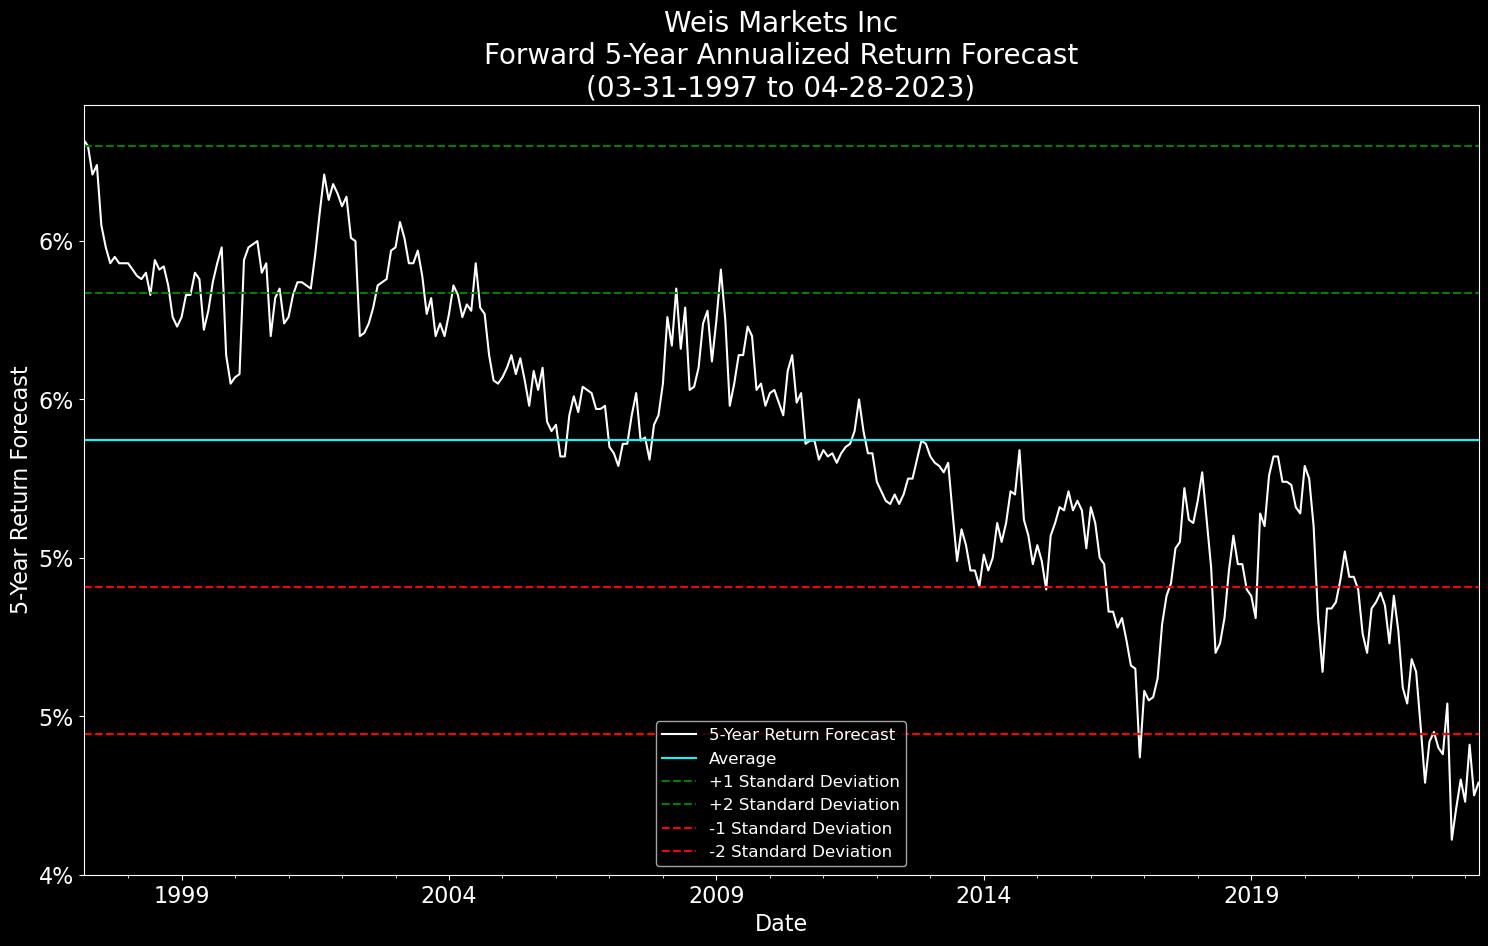 Weis Markets Inc
Forward 5-Year Annualized Return Forecast
(03-31-1997 to 04-28-2023)
5-Year Return Forecast
6%
6%
5%
5%
4%
5-Year Return Forecast
Average
+1 Standard Deviation
+2 Standard Deviation
-1 Standard Deviation
-2 Standard Deviation
1999 2004 2009 2014 2019
Date